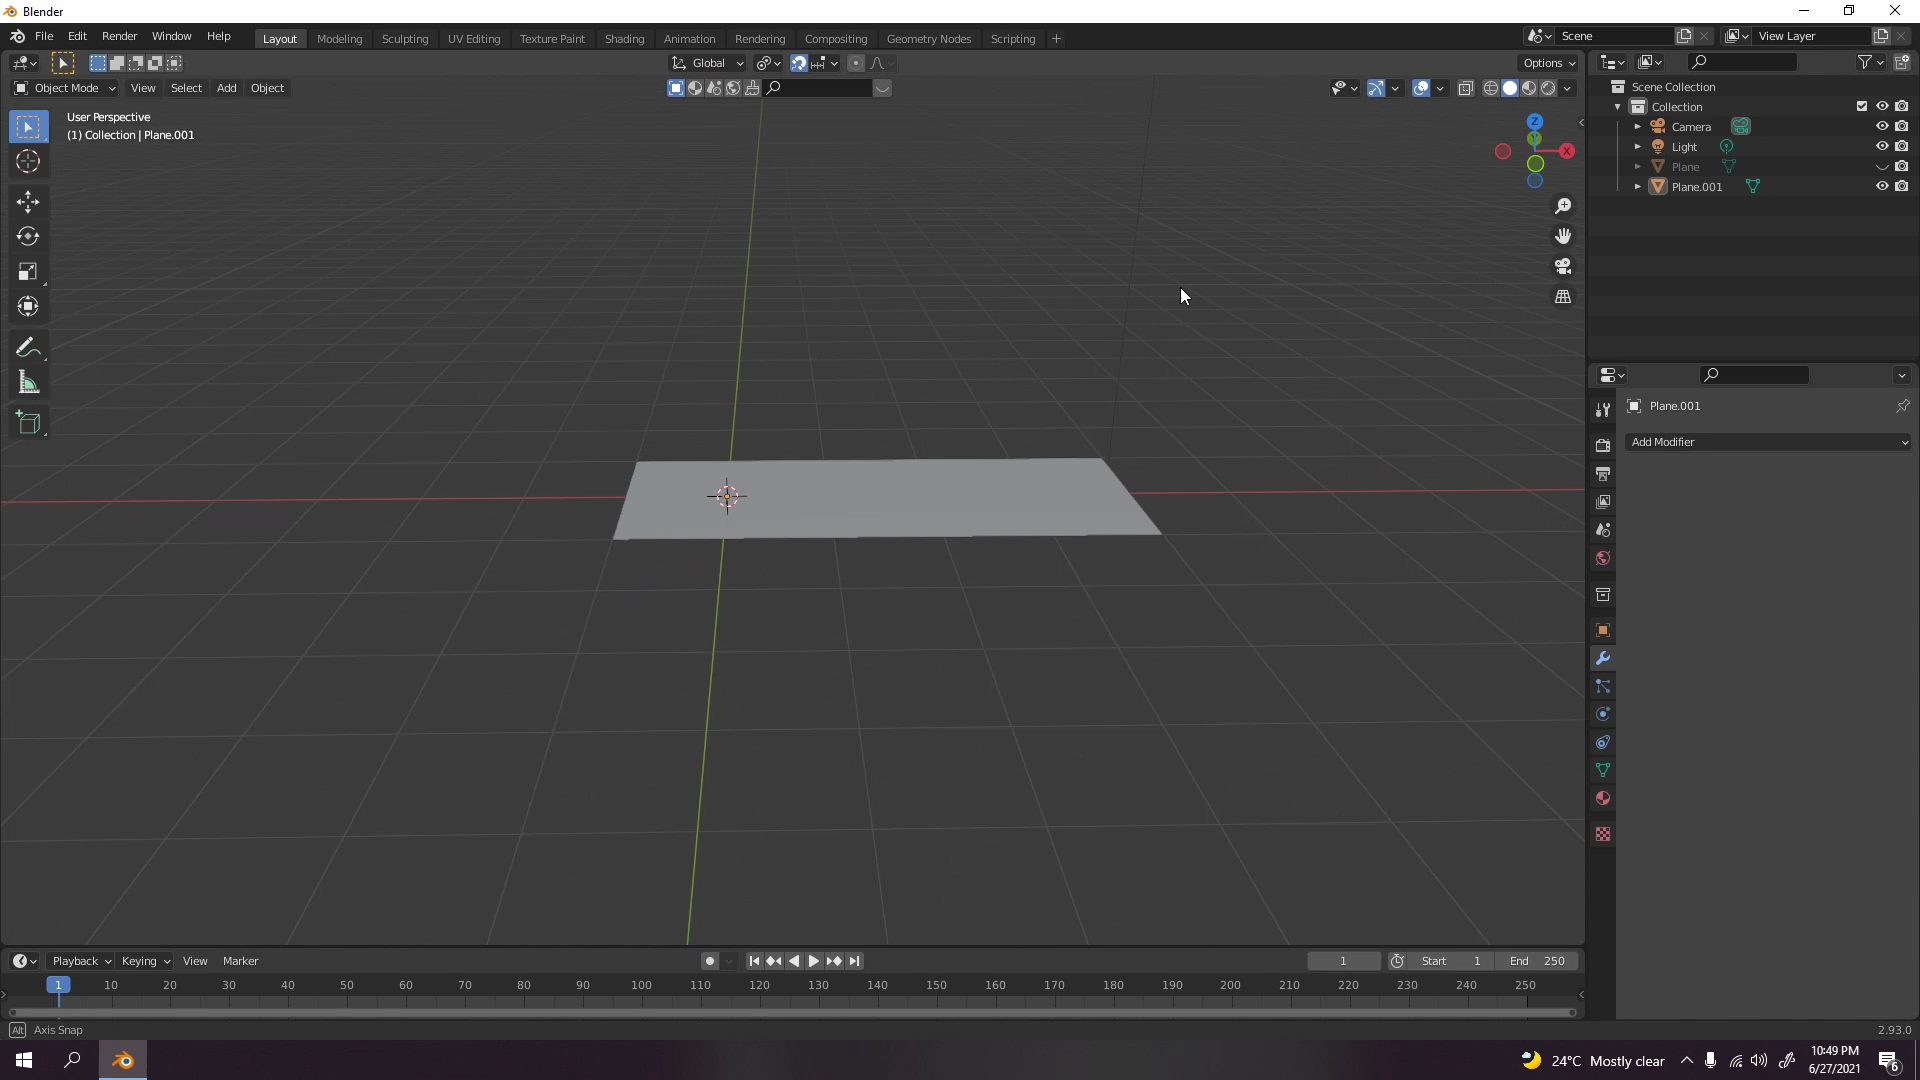 Blender
File Edit Render Window Help
Layout Modeling Sculpting UV Editing Texture Paint Shading Animation Rendering Compositing Geometry Nodes Scripting +
Scene
View Layer
Global
Options
Object Mode View Select Add Object
User Perspective
(1) Collection | Plane.001
Z
Y
X
Scene Collection
Collection
Camera
Light
Plane
Plane.001
Plane.001
Add Modifier
Playback Keying View Marker
1
Start 1
End 250
1 10 20 30 40 50 60 70 80 90 100 110 120 130 140 150 160 170 180 190 200 210 220 230 240 250
Alt Axis Snap
2.93.0
24°C Mostly clear
10:49 PM
6/27/2021
6